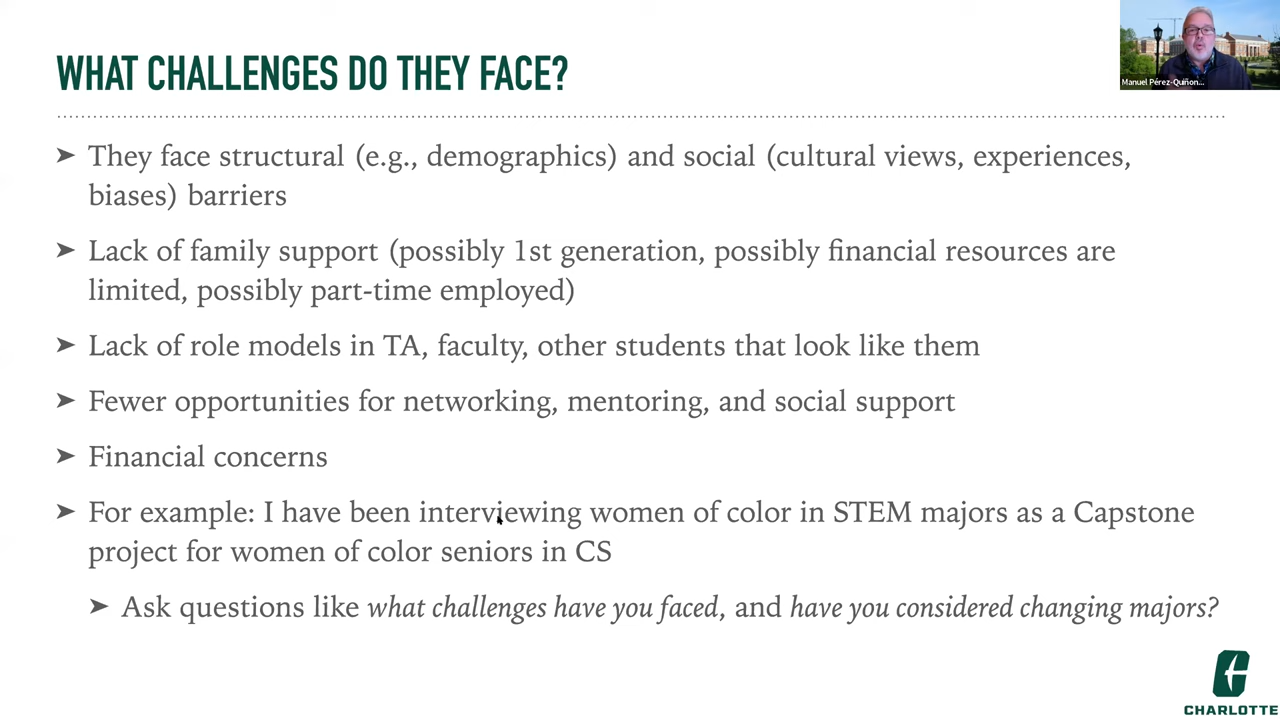 WHAT CHALLENGES DO THEY FACE?
Manuel Pérez-Quiñon...
➤ They face structural (e.g., demographics) and social (cultural views, experiences,
biases) barriers
➤ Lack of family support (possibly 1st generation, possibly financial resources are
limited, possibly part-time employed)
➤ Lack of role models in TA, faculty, other students that look like them
➤ Fewer opportunities for networking, mentoring, and social support
➤ Financial concerns
➤ For example: I have been interviewing women of color in STEM majors as a Capstone
project for women of color seniors in CS
➤ Ask questions like what challenges have you faced, and have you considered changing majors?
CHARLOTTE